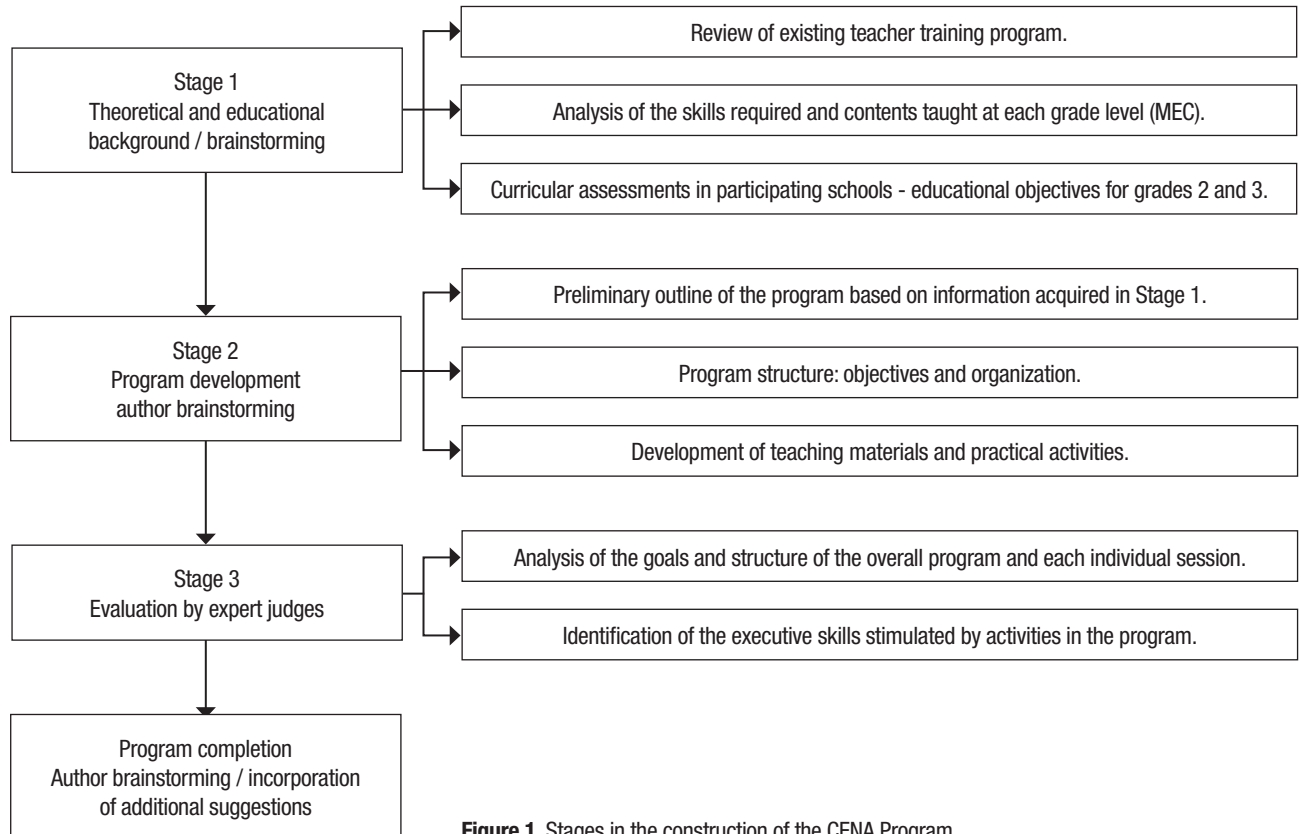 Stage 1
Theoretical and educational
background / brainstorming
Review of existing teacher training program.
Analysis of the skills required and contents taught at each grade level (MEC).
Curricular assessments in participating schools - educational objectives for grades 2 and 3.
Stage 2
Program development
author brainstorming
Preliminary outline of the program based on information acquired in Stage 1.
Program structure: objectives and organization.
Development of teaching materials and practical activities.
Stage 3
Evaluation by expert judges
Analysis of the goals and structure of the overall program and each individual session.
Identification of the executive skills stimulated by activities in the program.
Program completion
Author brainstorming / incorporation
of additional suggestions
Figure 1. Stages in the construction of the CENA Program.